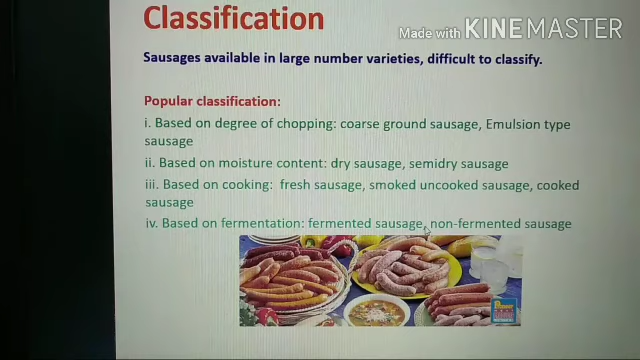 Classification
Made with KINEMASTER
Sausages available in large number varieties, difficult to classify.
Popular classification:
i. Based on degree of chopping: coarse ground sausage, Emulsion type
sausage
ii. Based on moisture content: dry sausage, semidry sausage
iii. Based on cooking: fresh sausage, smoked uncooked sausage, cooked
sausage
iv. Based on fermentation: fermented sausage, non-fermented sausage